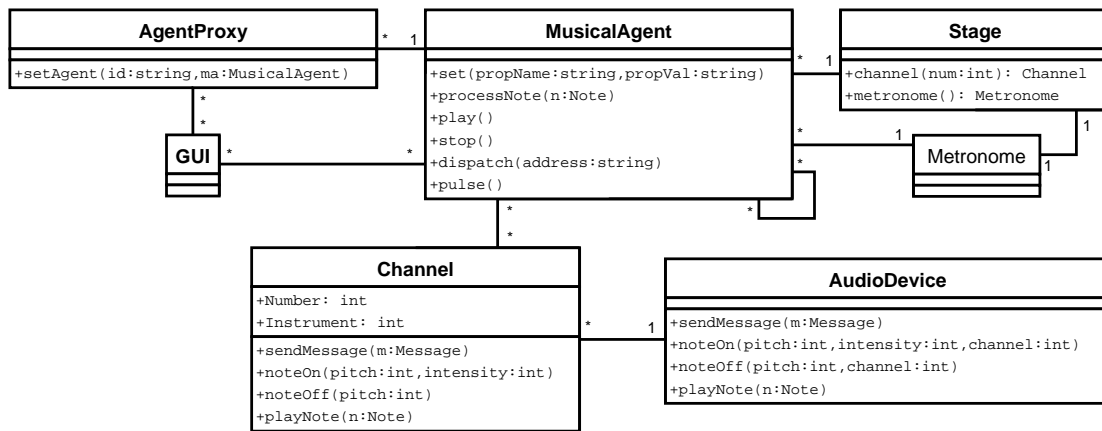 AgentProxy
+setAgent(id:string,ma:MusicalAgent)
* 1
MusicalAgent
+set(propName:string,propVal:string)
+processNote(n:Note)
+play()
+stop()
+dispatch(address:string)
+pulse()
* 1
Stage
+channel(num:int): Channel
+metronome(): Metronome
1
1
* 1
Metronome
*
*
*
*
GUI
* *
*
*
Channel
+Number: int
+Instrument: int
+sendMessage(m:Message)
+noteOn(pitch:int,intensity:int)
+noteOff(pitch:int)
+playNote(n:Note)
* 1
AudioDevice
+sendMessage(m:Message)
+noteOn(pitch:int,intensity:int,channel:int)
+noteOff(pitch:int,channel:int)
+playNote(n:Note)